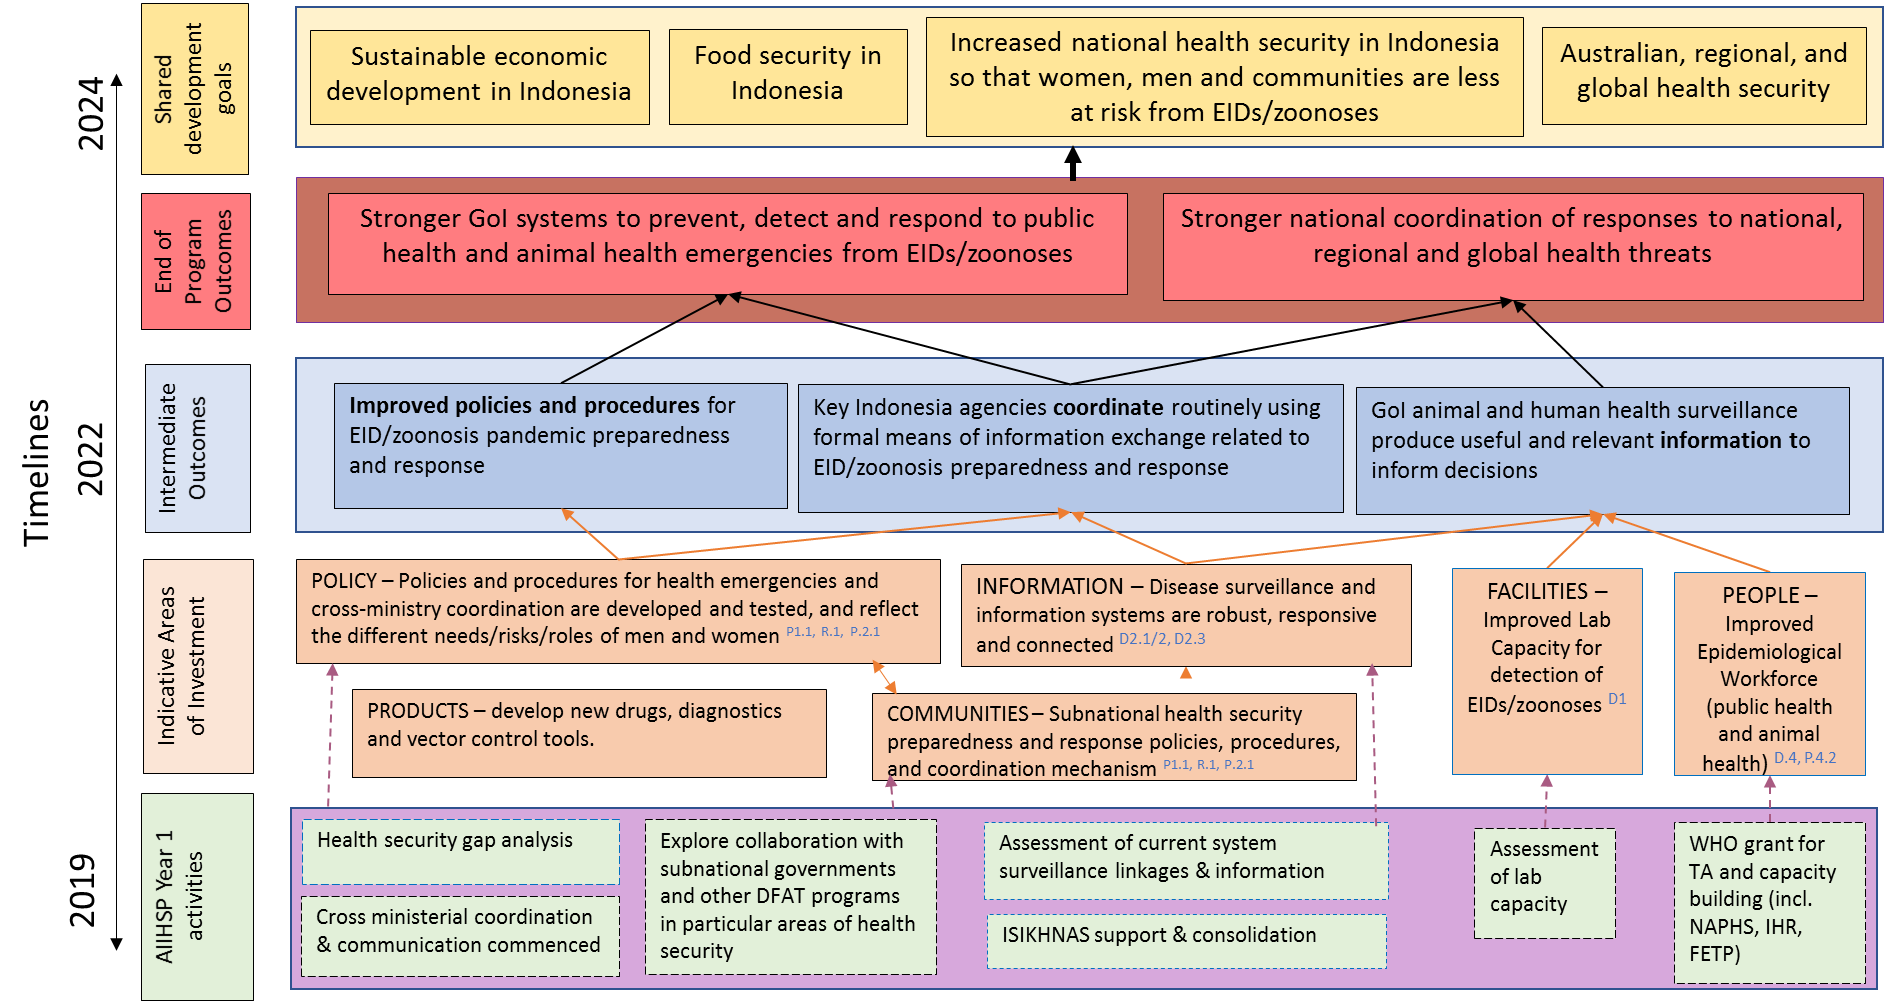 Timelines
2024
2022
2019
Shared
development
goals
Sustainable economic
development in Indonesia
Food security in
Indonesia
Increased national health security in Indonesia
so that women, men and communities are less
at risk from EIDs/zoonoses
Australian, regional, and
global health security
End of
Program
Outcomes
Stronger GoI systems to prevent, detect and respond to public
health and animal health emergencies from EIDs/zoonoses
Stronger national coordination of responses to national,
regional and global health threats
Intermediate
Outcomes
Improved policies and procedures for
EID/zoonosis pandemic preparedness
and response
Key Indonesia agencies coordinate routinely using
formal means of information exchange related to
EID/zoonosis preparedness and response
GoI animal and human health surveillance
produce useful and relevant information to
inform decisions
Indicative Areas
of Investment
POLICY – Policies and procedures for health emergencies and
cross-ministry coordination are developed and tested, and reflect
the different needs/risks/roles of men and women P1.1, R.1, P.2.1
INFORMATION – Disease surveillance and
information systems are robust, responsive
and connected D2.1/2, D2.3
FACILITIES –
Improved Lab
Capacity for
detection of
EIDs/zoonoses D1
PEOPLE –
Improved
Epidemiological
Workforce
(public health
and animal
health) D.4, P.4.2
PRODUCTS – develop new drugs, diagnostics
and vector control tools.
COMMUNITIES – Subnational health security
preparedness and response policies, procedures,
and coordination mechanism P1.1, R.1, P.2.1
AIIHSP Year 1
activities
Health security gap analysis
Cross ministerial coordination
& communication commenced
Explore collaboration with
subnational governments
and other DFAT programs
in particular areas of health
security
Assessment of current system
surveillance linkages & information
ISIKHNAS support & consolidation
Assessment
of lab
capacity
WHO grant for
TA and capacity
building (incl.
NAPHS, IHR,
FETP)